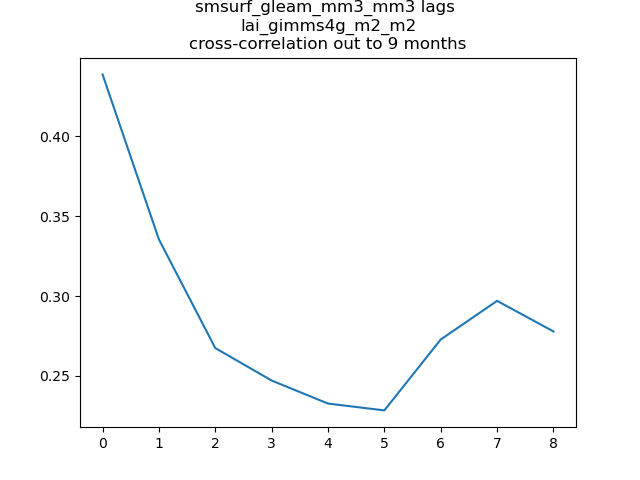 smsurf_gleam_mm3_mm3 lags
lai_gimms4g_m2_m2
cross-correlation out to 9 months
0.40
0.35
0.30
0.25
0 1 2 3 4 5 6 7 8